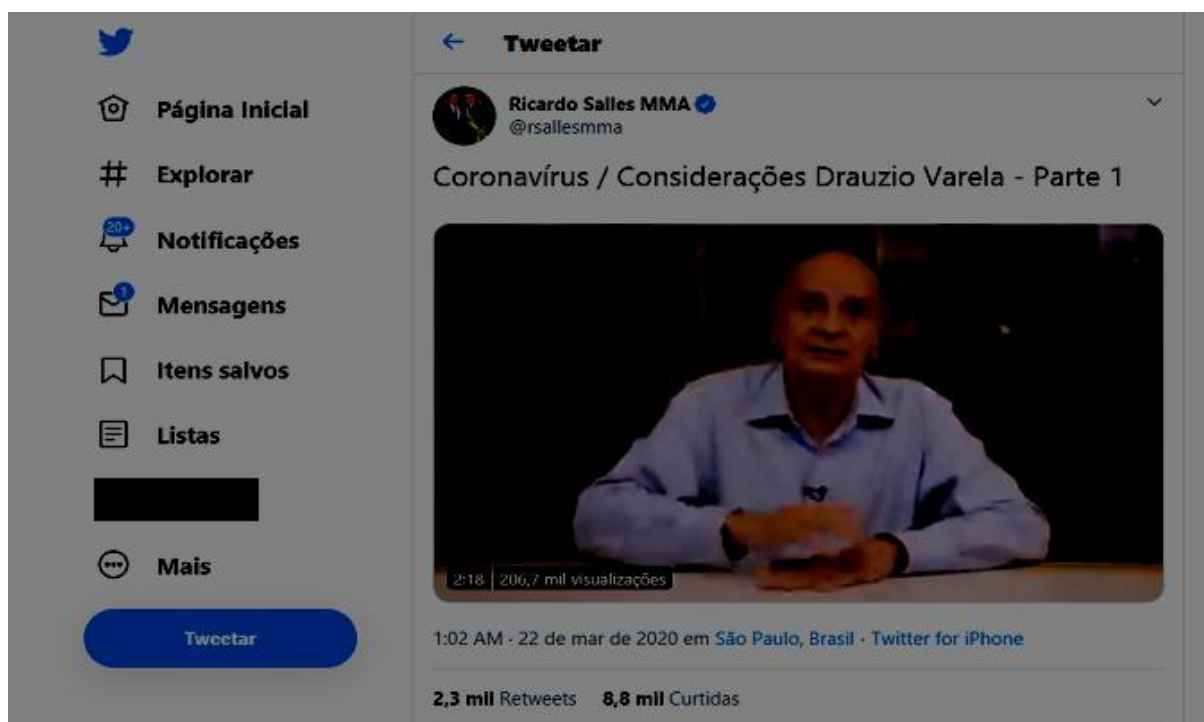 Tweetar
Ricardo Salles MMA
@rsallesmma
Coronavírus / Considerações Drauzio Varela - Parte 1
2:18 206,7 mil visualizações
1:02 AM · 22 de mar de 2020 em São Paulo, Brasil · Twitter for iPhone
2,3 mil Retweets 8,8 mil Curtidas
Página Inicial
Explorar
20+
Notificações
1
Mensagens
Itens salvos
Listas
Mais
Tweetar